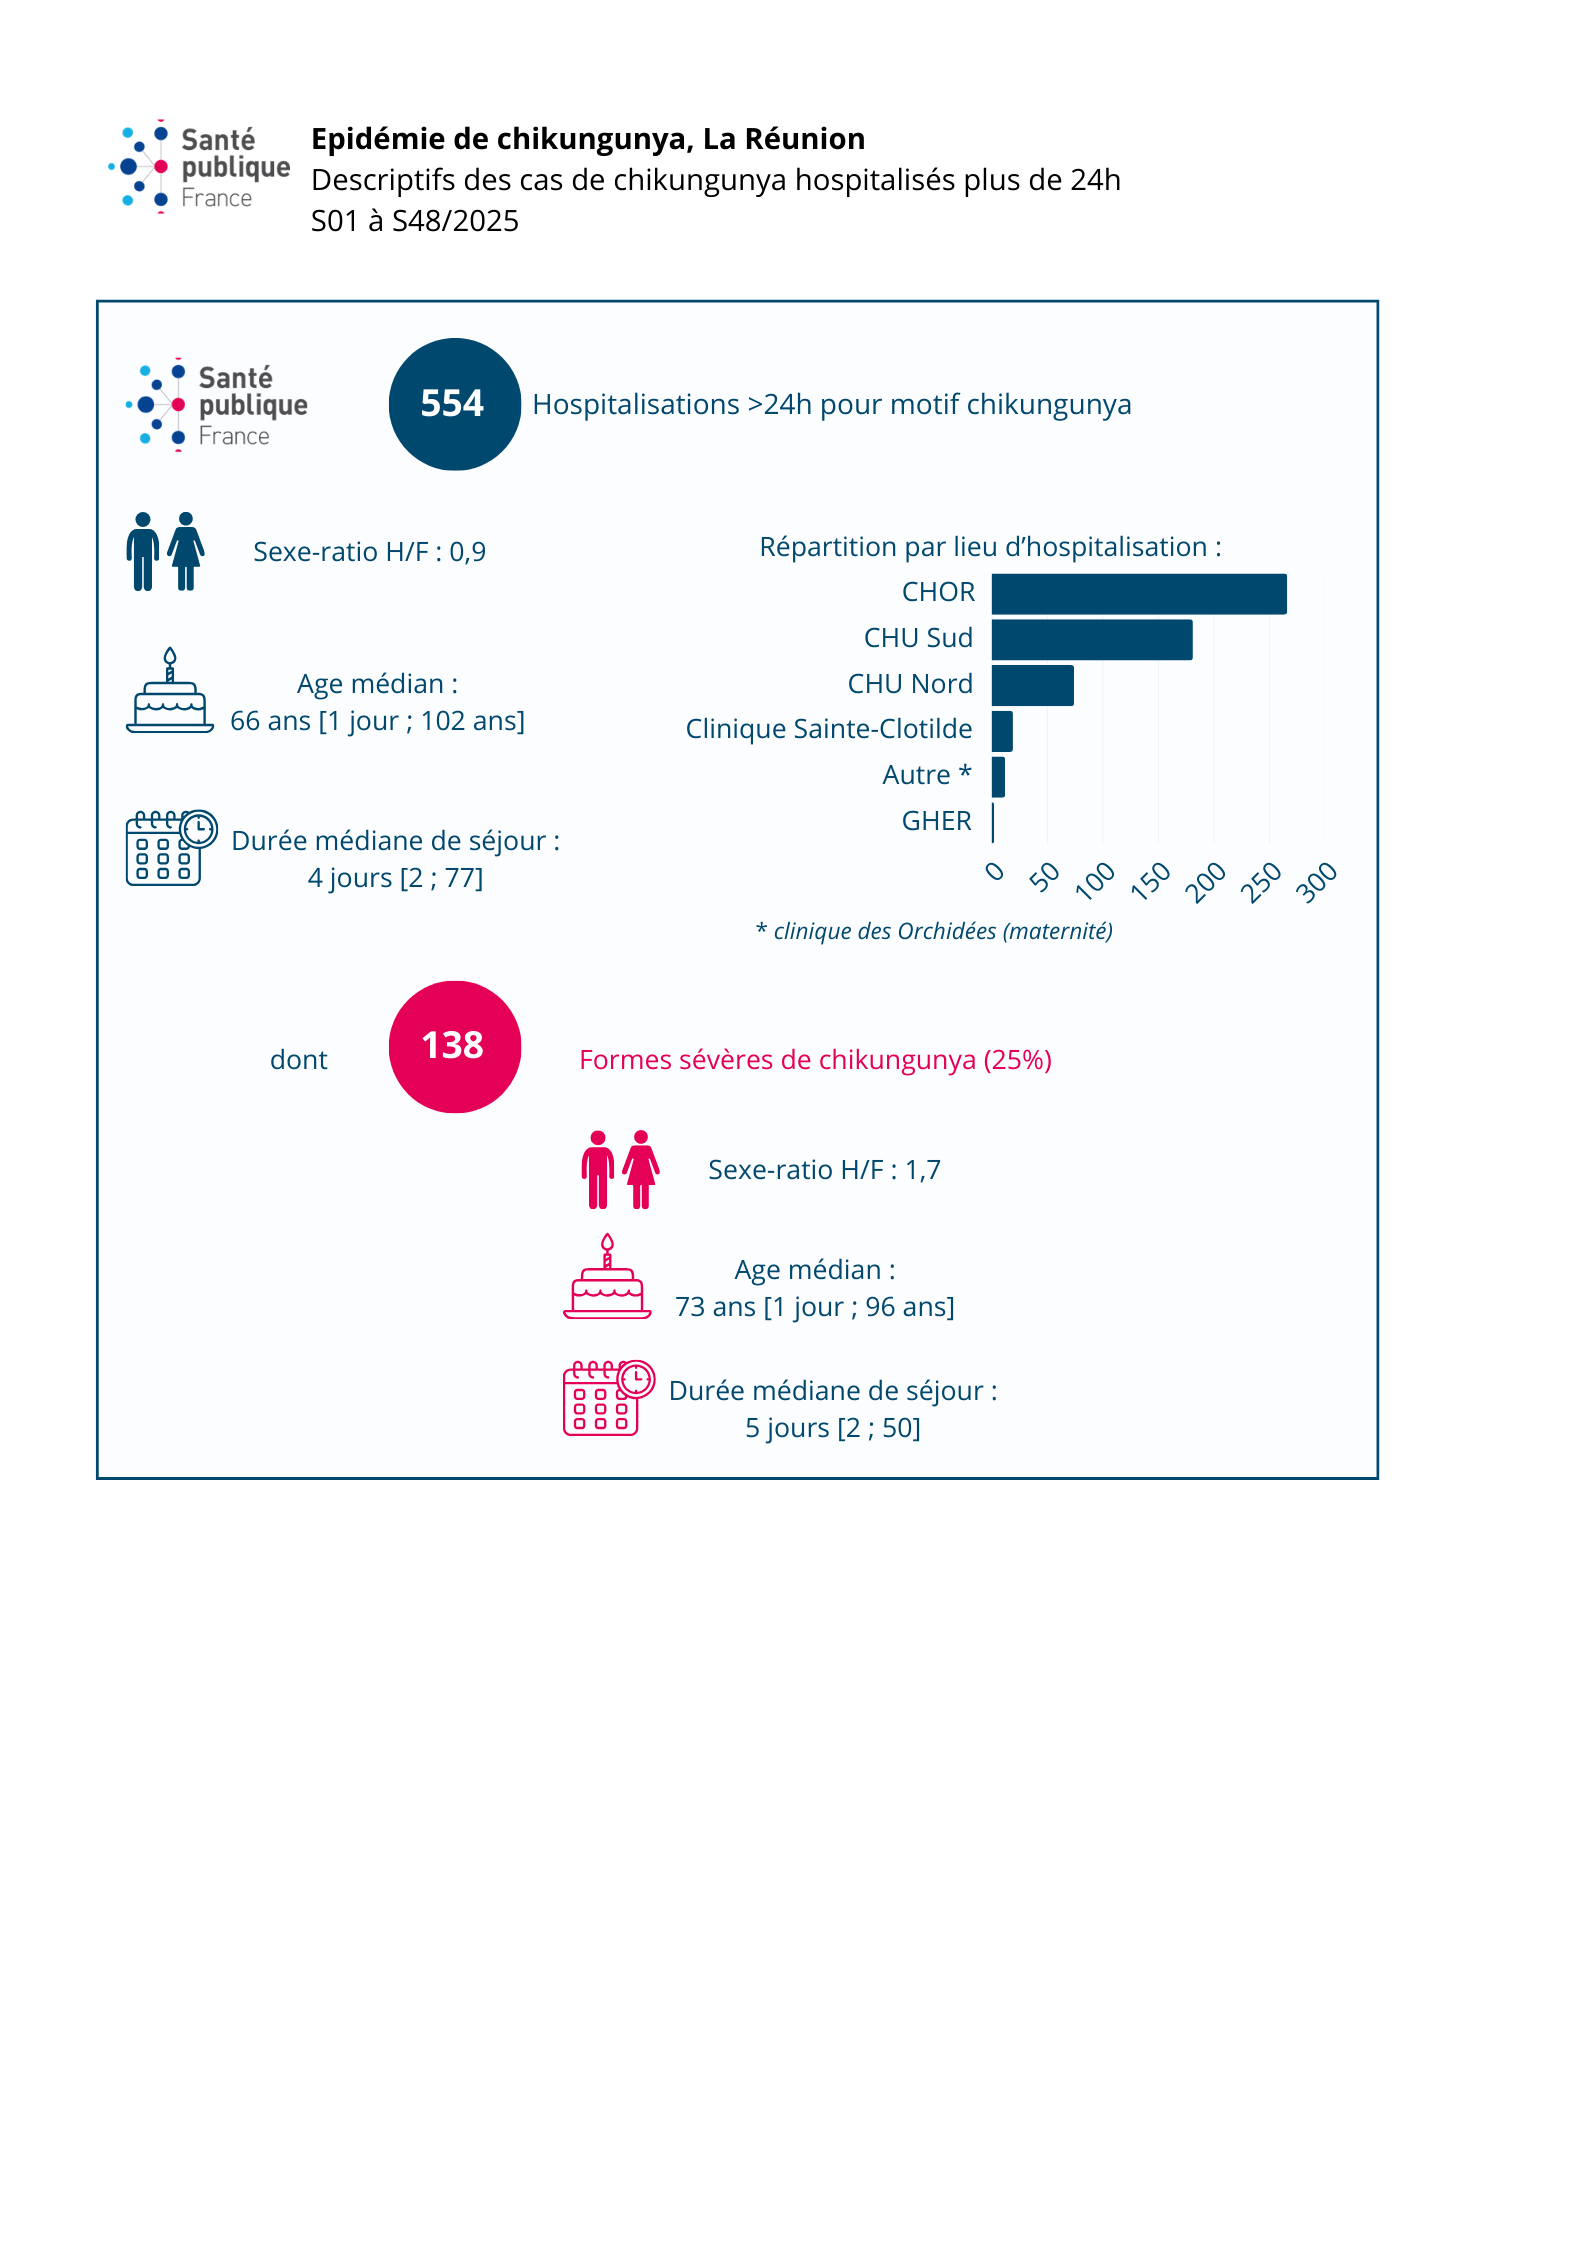 Santé
publique
France
Epidémie de chikungunya, La Réunion
Descriptifs des cas de chikungunya hospitalisés plus de 24h
S01 à S48/2025
Santé
publique
France
554
Hospitalisations >24h pour motif chikungunya
Sexe-ratio H/F : 0,9
Age médian :
66 ans [1 jour ; 102 ans]
Durée médiane de séjour :
4 jours [2 ; 77]
Répartition par lieu d’hospitalisation :
CHOR
CHU Sud
CHU Nord
Clinique Sainte-Clotilde
Autre *
GHER
0
50
100
150
200
250
300
* clinique des Orchidées (maternité)
dont
138
Formes sévères de chikungunya (25%)
Sexe-ratio H/F : 1,7
Age médian :
73 ans [1 jour ; 96 ans]
Durée médiane de séjour :
5 jours [2 ; 50]